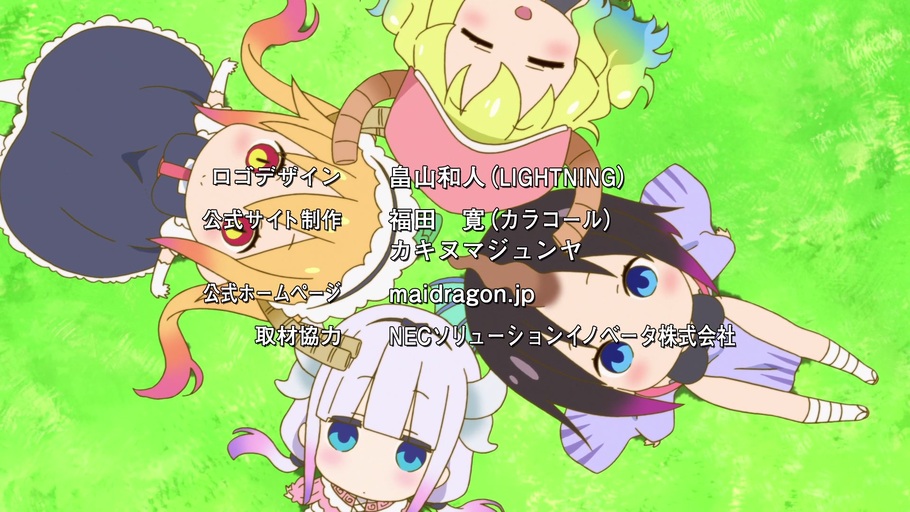 ロゴデザイン 畠山和人(LIGHTNING)
公式サイト制作 福田 寛(カラコール)
カキヌマジュンヤ
公式ホームページ maidragon.jp
取材協力 NECソリューションイノベータ株式会社